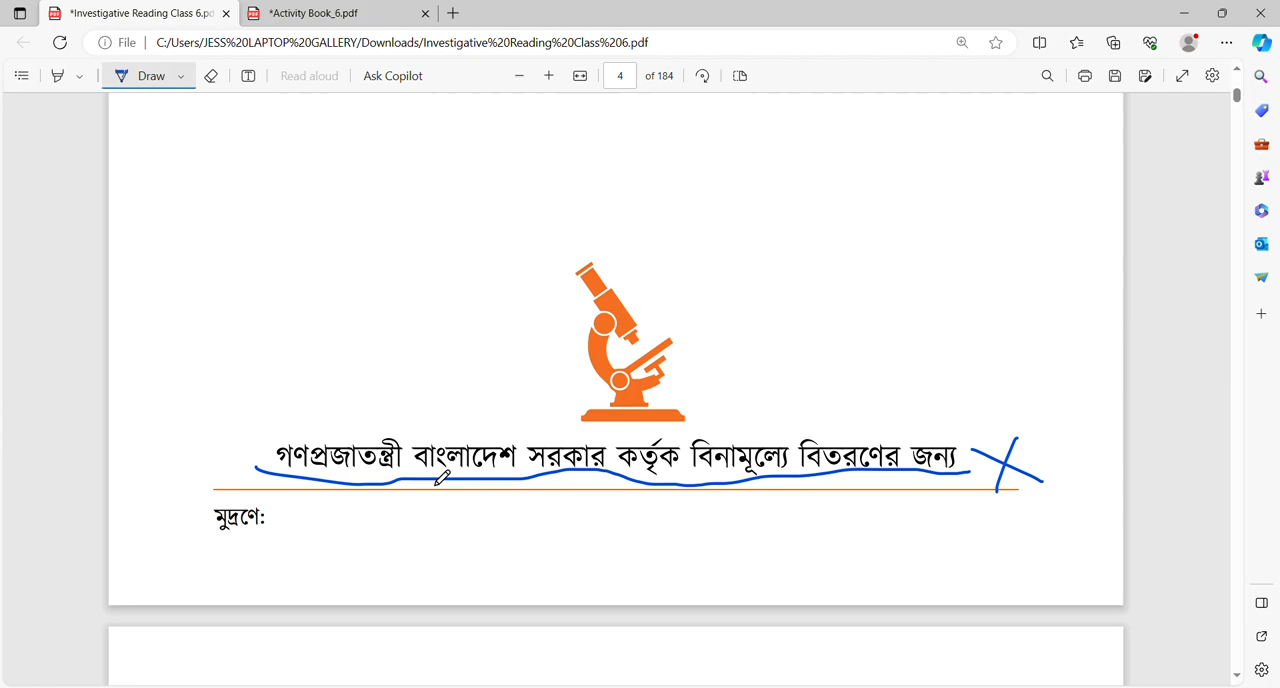 *Investigative Reading Class 6.pd
*Activity Book_6.pdf
File
C:/Users/JESS%20LAPTOP%20GALLERY/Downloads/Investigative%20Reading%20Class%206.pdf
Draw
Read aloud
Ask Copilot
4
of 184
গণপ্রজাতন্ত্রী বাংলাদেশ সরকার কর্তৃক বিনামূল্যে বিতরণের জন্য
মুদ্রণে: